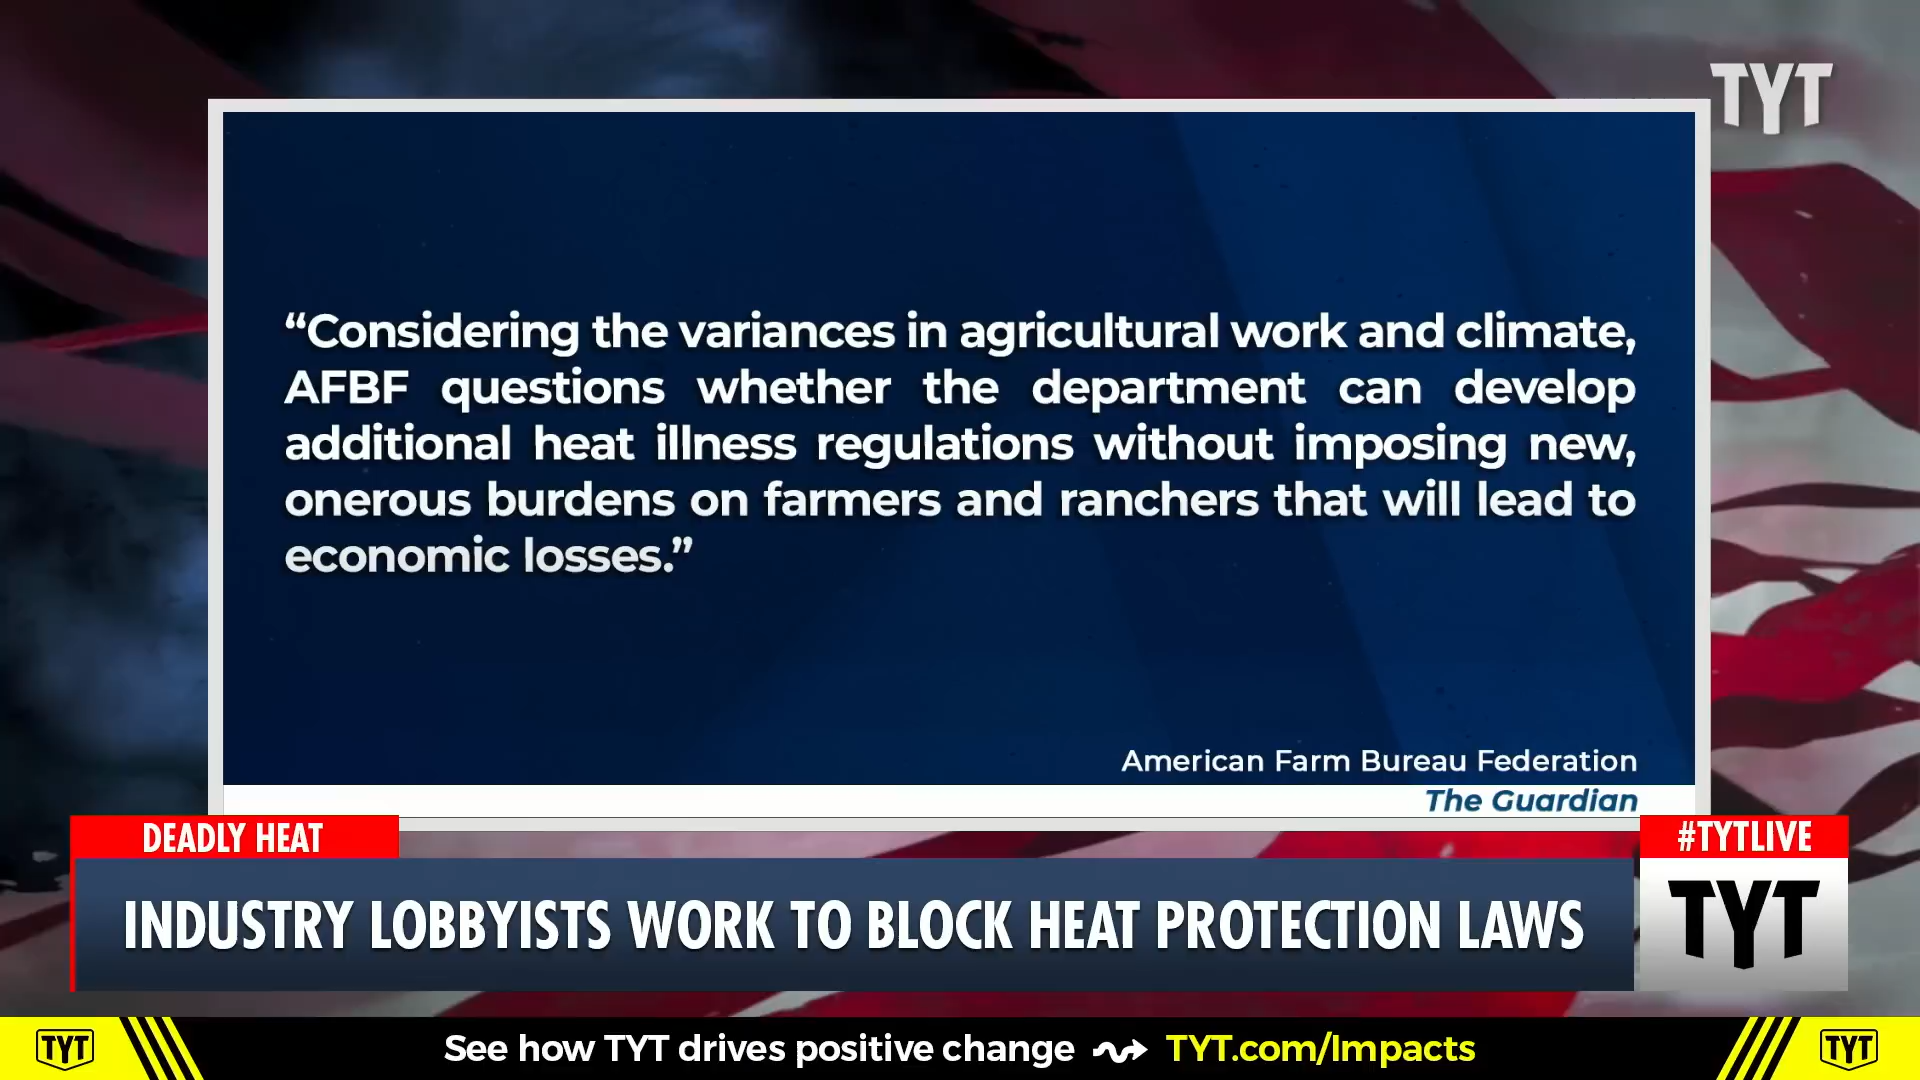 TYT
“Considering the variances in agricultural work and climate,
AFBF questions whether the department can develop
additional heat illness regulations without imposing new,
onerous burdens on farmers and ranchers that will lead to
economic losses.”
American Farm Bureau Federation
The Guardian
DEADLY HEAT
#TYTLIVE
INDUSTRY LOBBYISTS WORK TO BLOCK HEAT PROTECTION LAWS
TYT
TYT
See how TYT drives positive change TYT.com/Impacts
TYT